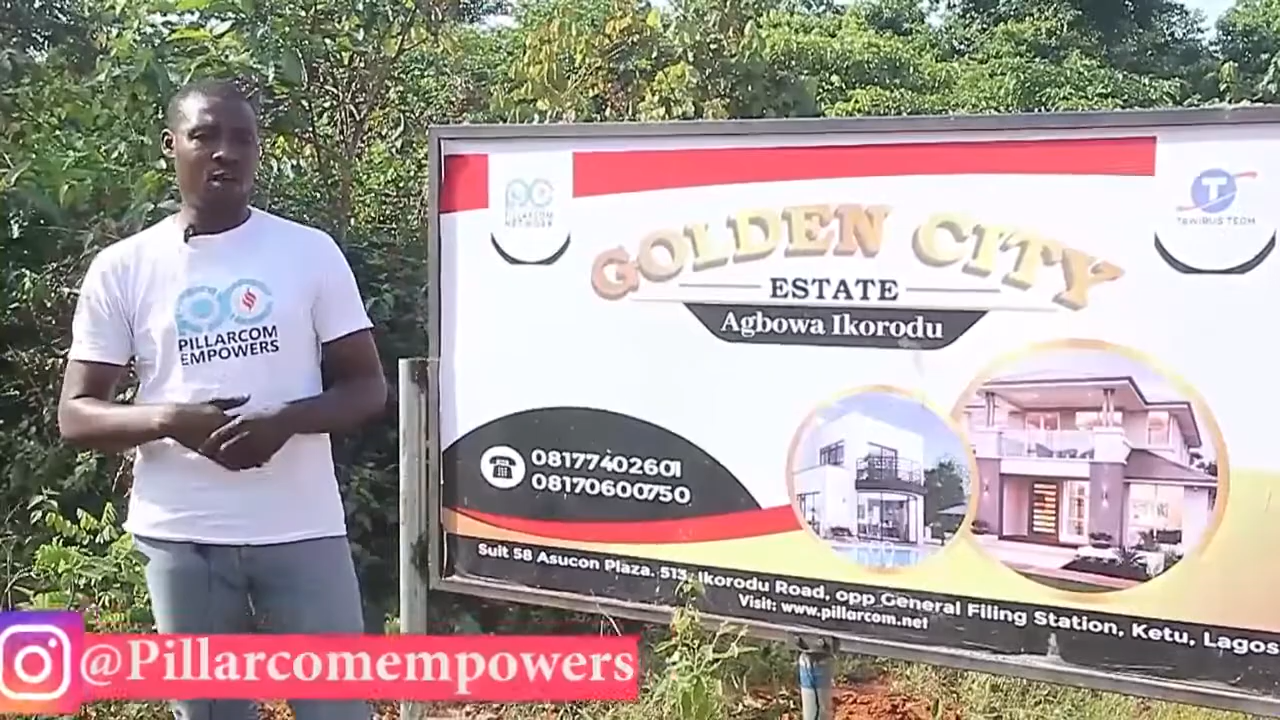 PILLARCOM
EMPOWERS
PILLARCOM
NETWORK
TEWIBUS TECH
GOLDEN CITY
ESTATE
Agbowa Ikorodu
08177402601
08170600750
Suit 58 Asucon Plaza. 513, Ikorodu Road, opp General Filing Station, Ketu, Lagos
Visit: www.pillarcom.net
@Pillarcomempowers